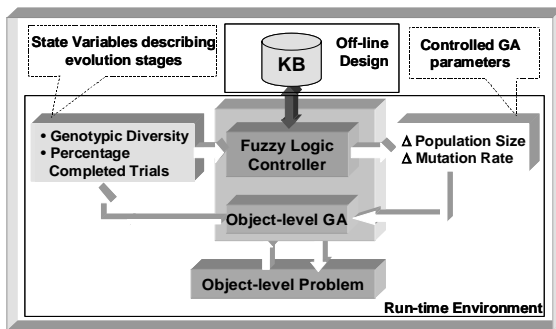 State Variables describing
evolution stages
KB
Off-line
Design
Controlled GA
parameters
• Genotypic Diversity
• Percentage
Completed Trials
Fuzzy Logic
Controller
Δ Population Size
Δ Mutation Rate
Object-level GA
Object-level Problem
Run-time Environment